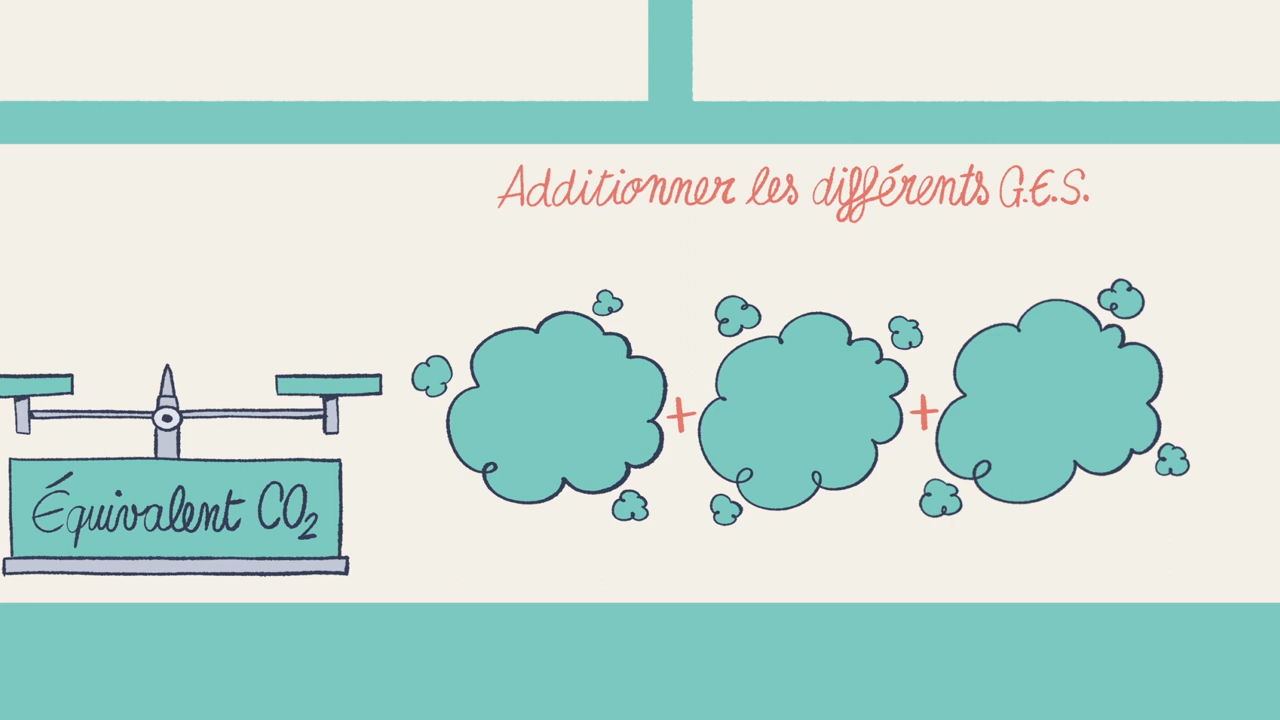 Additionner les différents G.E.S.
+ +
Équivalent CO₂